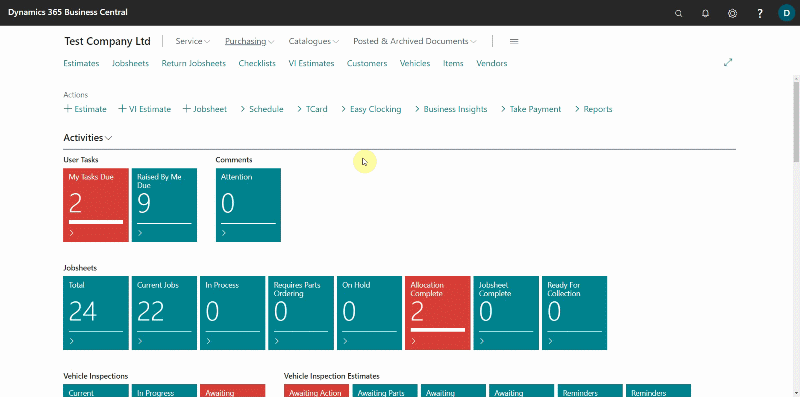 Dynamics 365 Business Central
?
D
Test Company Ltd
Service Purchasing Catalogues Posted & Archived Documents
Estimates Jobsheets Return Jobsheets Checklists VI Estimates Customers Vehicles Items Vendors
Actions
+ Estimate + VI Estimate + Jobsheet > Schedule > TCard > Easy Clocking > Business Insights > Take Payment > Reports
Activities
User Tasks
Comments
My Tasks Due
2
Raised By Me
Due
9
Attention
0
Jobsheets
Total
24
Current Jobs
22
In Process
0
Requires Parts
Ordering
0
On Hold
0
Allocation
Complete
2
Jobsheet
Complete
0
Ready For
Collection
0
Vehicle Inspections
Vehicle Inspection Estimates
Current
In Progress
Awaiting
Awaiting Action
Awaiting Parts
Awaiting
Awaiting
Reminders
Reminders